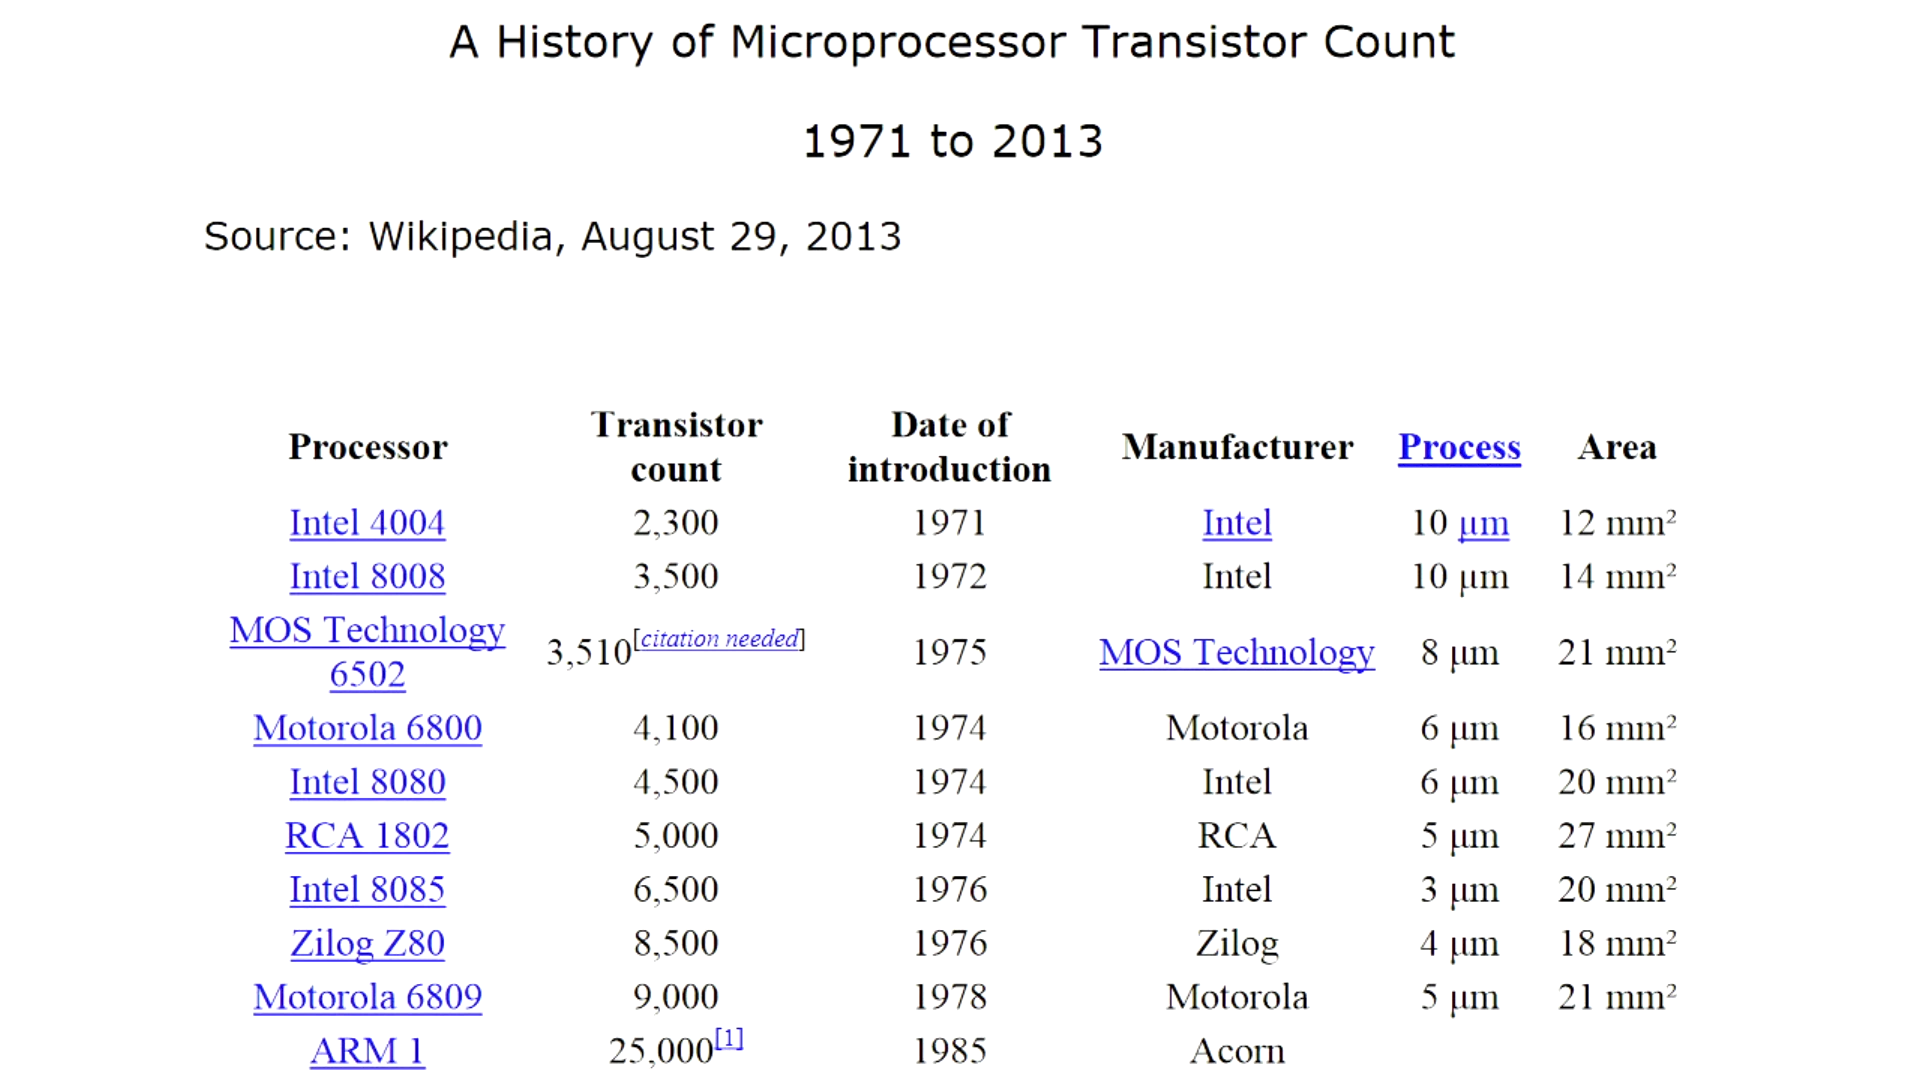 A History of Microprocessor Transistor Count
1971 to 2013
Source: Wikipedia, August 29, 2013
Processor Transistor count Date of introduction Manufacturer Process Area
Intel 4004 2,300 1971 Intel 10 μm 12 mm²
Intel 8008 3,500 1972 Intel 10 μm 14 mm²
MOS Technology 6502 3,510[citation needed] 1975 MOS Technology 8 μm 21 mm²
Motorola 6800 4,100 1974 Motorola 6 μm 16 mm²
Intel 8080 4,500 1974 Intel 6 μm 20 mm²
RCA 1802 5,000 1974 RCA 5 μm 27 mm²
Intel 8085 6,500 1976 Intel 3 μm 20 mm²
Zilog Z80 8,500 1976 Zilog 4 μm 18 mm²
Motorola 6809 9,000 1978 Motorola 5 μm 21 mm²
ARM 1 25,000[1] 1985 Acorn